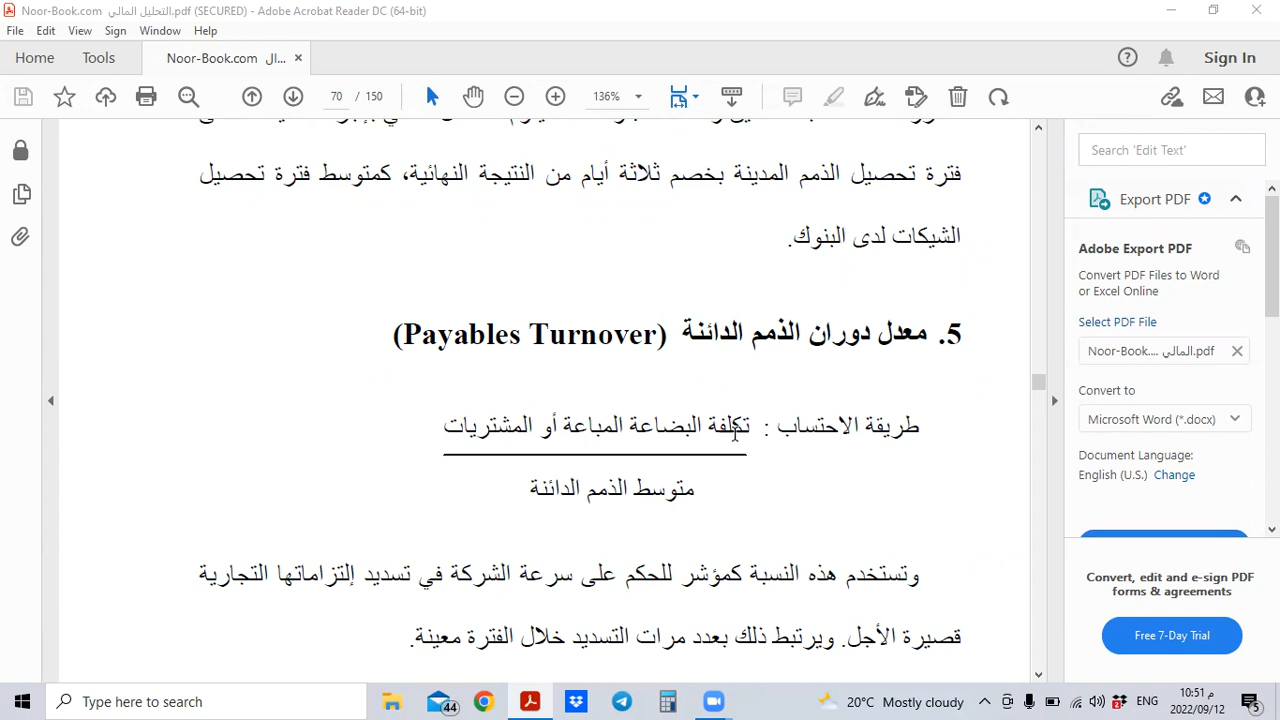 Noor-Book.com التحليل المالي.pdf (SECURED) - Adobe Acrobat Reader DC (64-bit)
File Edit View Sign Window Help
Home Tools Noor-Book.com ال... × Sign In
70 / 150 136%
فترة تحصيل الذمم المدينة بخصم ثلاثة أيام من النتيجة النهائية، كمتوسط فترة تحصيل
الشيكات لدى البنوك.
5. معدل دوران الذمم الدائنة (Payables Turnover)
طريقة الاحتساب : تكلفة البضاعة المباعة أو المشتريات
متوسط الذمم الدائنة
وتستخدم هذه النسبة كمؤشر للحكم على سرعة الشركة في تسديد إلتزاماتها التجارية
قصيرة الأجل. ويرتبط ذلك بعدد مرات التسديد خلال الفترة معينة.
Search 'Edit Text'
Export PDF
Adobe Export PDF
Convert PDF Files to Word
or Excel Online
Select PDF File
Noor-Book.... المالي.pdf
Convert to
Microsoft Word (*.docx)
Document Language:
English (U.S.) Change
Convert, edit and e-sign PDF
forms & agreements
Free 7-Day Trial
Type here to search
44
20°C Mostly cloudy
2
ENG
10:51 م
2022/09/12
5